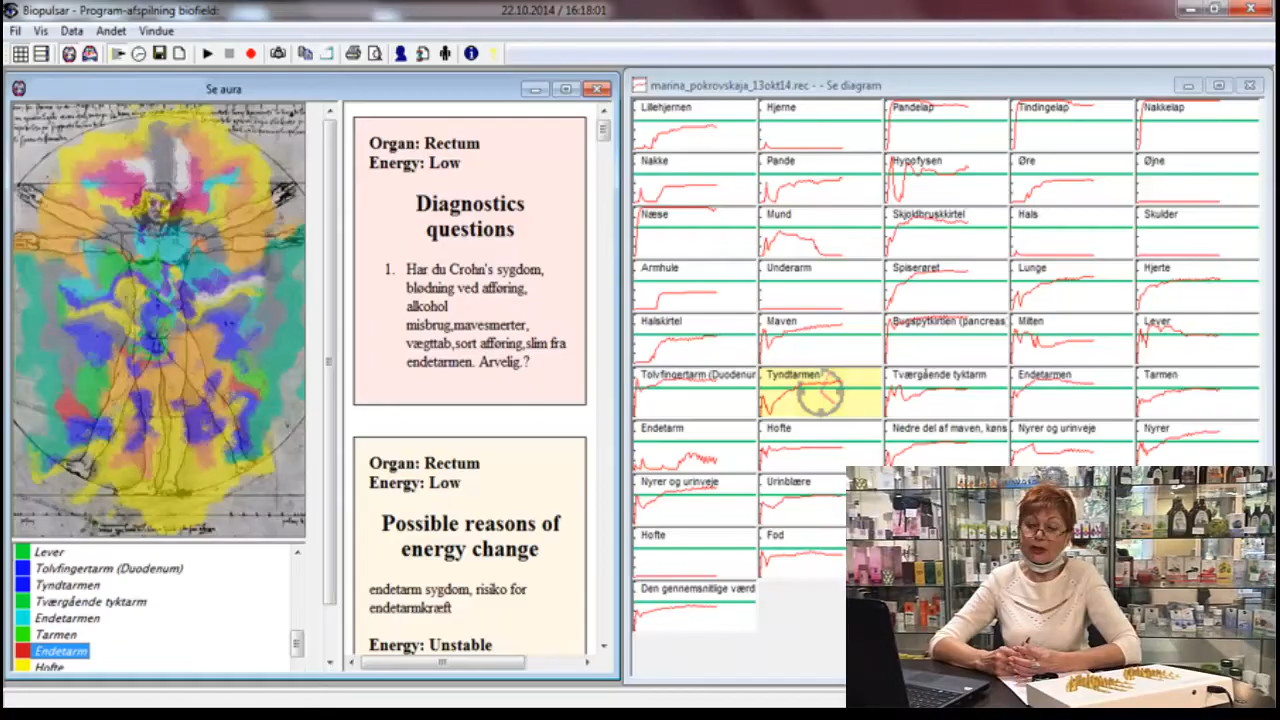 Biopulsar - Program-afspilning biofield:
22.10.2014 / 16:18:01
Fil Vis Data Andet Vindue
Se aura
Organ: Rectum
Energy: Low
Diagnostics
questions
1. Har du Crohn's sygdom,
blødning ved afføring,
alkohol
misbrug,mavesmerter,
vægttab,sort afføring,slim fra
endetarmen. Arvelig.?
Organ: Rectum
Energy: Low
Possible reasons of
energy change
endetarm sygdom, risiko for
endetarmkræft
Energy: Unstable
Lever
Tolvfingertarm (Duodenum)
Tyndtarmen
Tværgående tyktarm
Endetarmen
Tarmen
Endetarm
Hofte
marina_pokrovskaja_13okt14.rec - - Se diagram
Lillehjernen Hjerne Pandelap Tindingelap Nakkelap
Nakke Pande Hypofysen Øre Øjne
Næse Mund Skjoldbruskkirtel Hals Skulder
Armhule Underarm Spiserøret Lunge Hjerte
Halskirtel Maven Bugspytkirtlen (pancreas Milten Lever
Tolvfingertarm (Duodenur Tyndtarmen Tværgående tyktarm Endetarmen Tarmen
Endetarm Hofte Nedre del af maven, køns Nyrer og urinveje Nyrer
Nyrer og urinveje Urinblære
Hofte Fod
Den gennemsnitlige værd